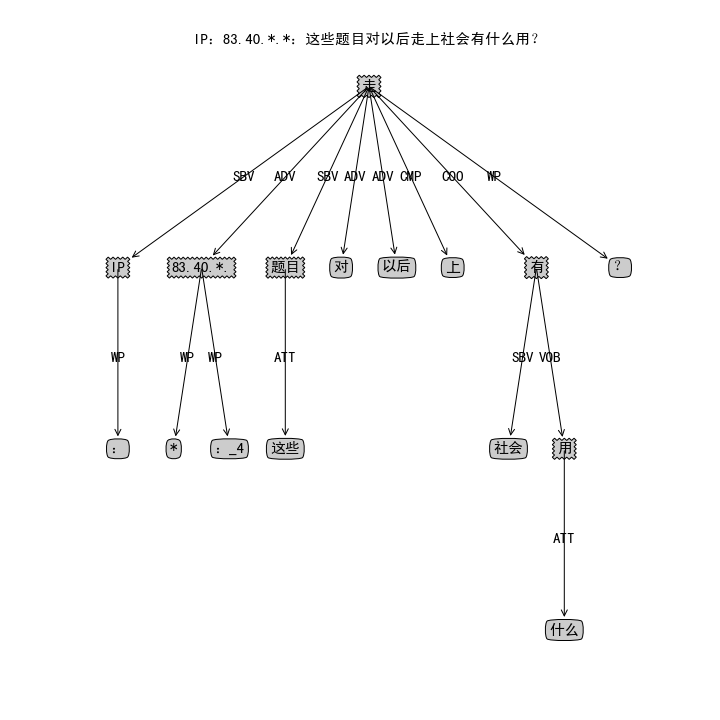 IP: 83.40.*.*: 这些题目对以后走上社会有什么用?
走
SBV ADV SBV ADV ADV CMP COO WP
IP 83.40.*. 题目 对 以后 上 有 ?
WP WP WP ATT SBV VOB
: * :_4 这些 社会 用
ATT
什么